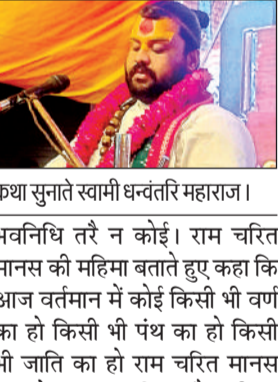 कथा सुनाते स्वामी धन्वंतरि महाराज।
भवनिधि तरै न कोई। राम चरित
मानस की महिमा बताते हुए कहा कि
आज वर्तमान में कोई किसी भी वर्ण
का हो किसी भी पंथ का हो किसी
भी जाति का हो राम चरित मानस